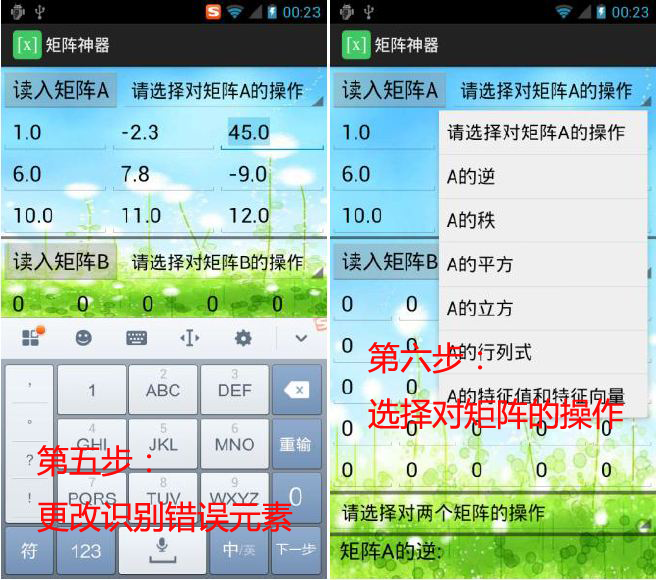 00:23
矩阵神器
读入矩阵A 请选择对矩阵A的操作
1.0 -2.3 45.0
6.0 7.8 -9.0
10.0 11.0 12.0
读入矩阵B 请选择对矩阵B的操作
0 0 0 0 0
, 1 2 ABC 3 DEF
。 4 GHI 5 JKL 6 MNO 重输
? 第五步：
! 7 PQRS 8 TUV 9 WXYZ 0
更改识别错误元素
符 123 中/英 下一步
00:23
[x] 矩阵神器
读入矩阵A 请选择对矩阵A的操作
1.0 请选择对矩阵A的操作
6.0 A的逆
10.0 A的秩
A的平方
读入矩阵B
0 0 A的立方
0 A的行列式
第六步：
0 A的特征值和特征向量
选择对矩阵的操作
0 0 0 0 0
0 0 0 0 0
请选择对两个矩阵的操作
矩阵A的逆: